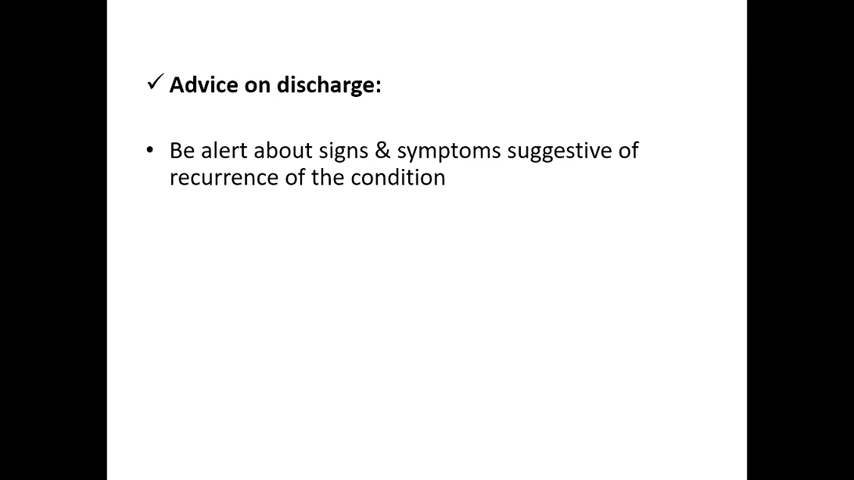 ✓ Advice on discharge:
• Be alert about signs & symptoms suggestive of
recurrence of the condition